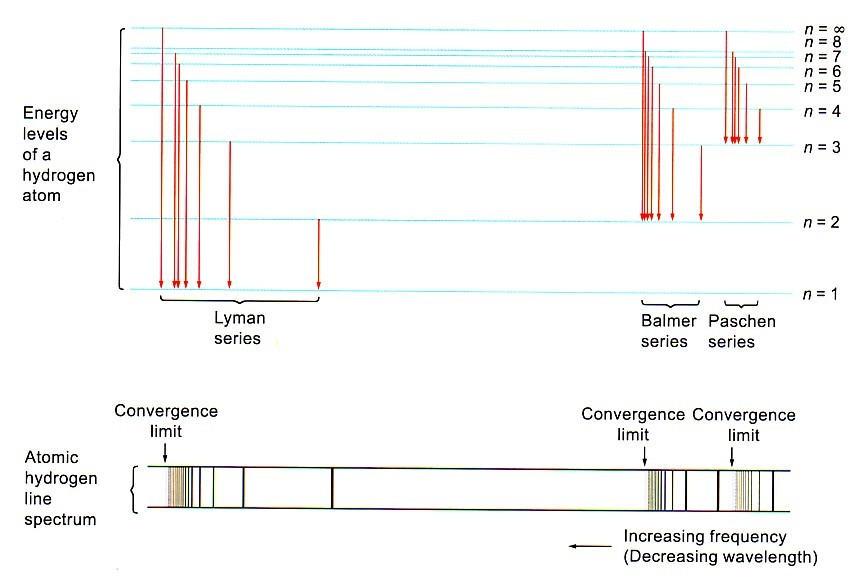 n = ∞
n = 8
n = 7
n = 6
n = 5
n = 4
n = 3
n = 2
n = 1
Energy
levels
of a
hydrogen
atom
Lyman
series
Balmer
series
Paschen
series
Convergence
limit
Convergence
limit
Convergence
limit
Atomic
hydrogen
line
spectrum
Increasing frequency
(Decreasing wavelength)